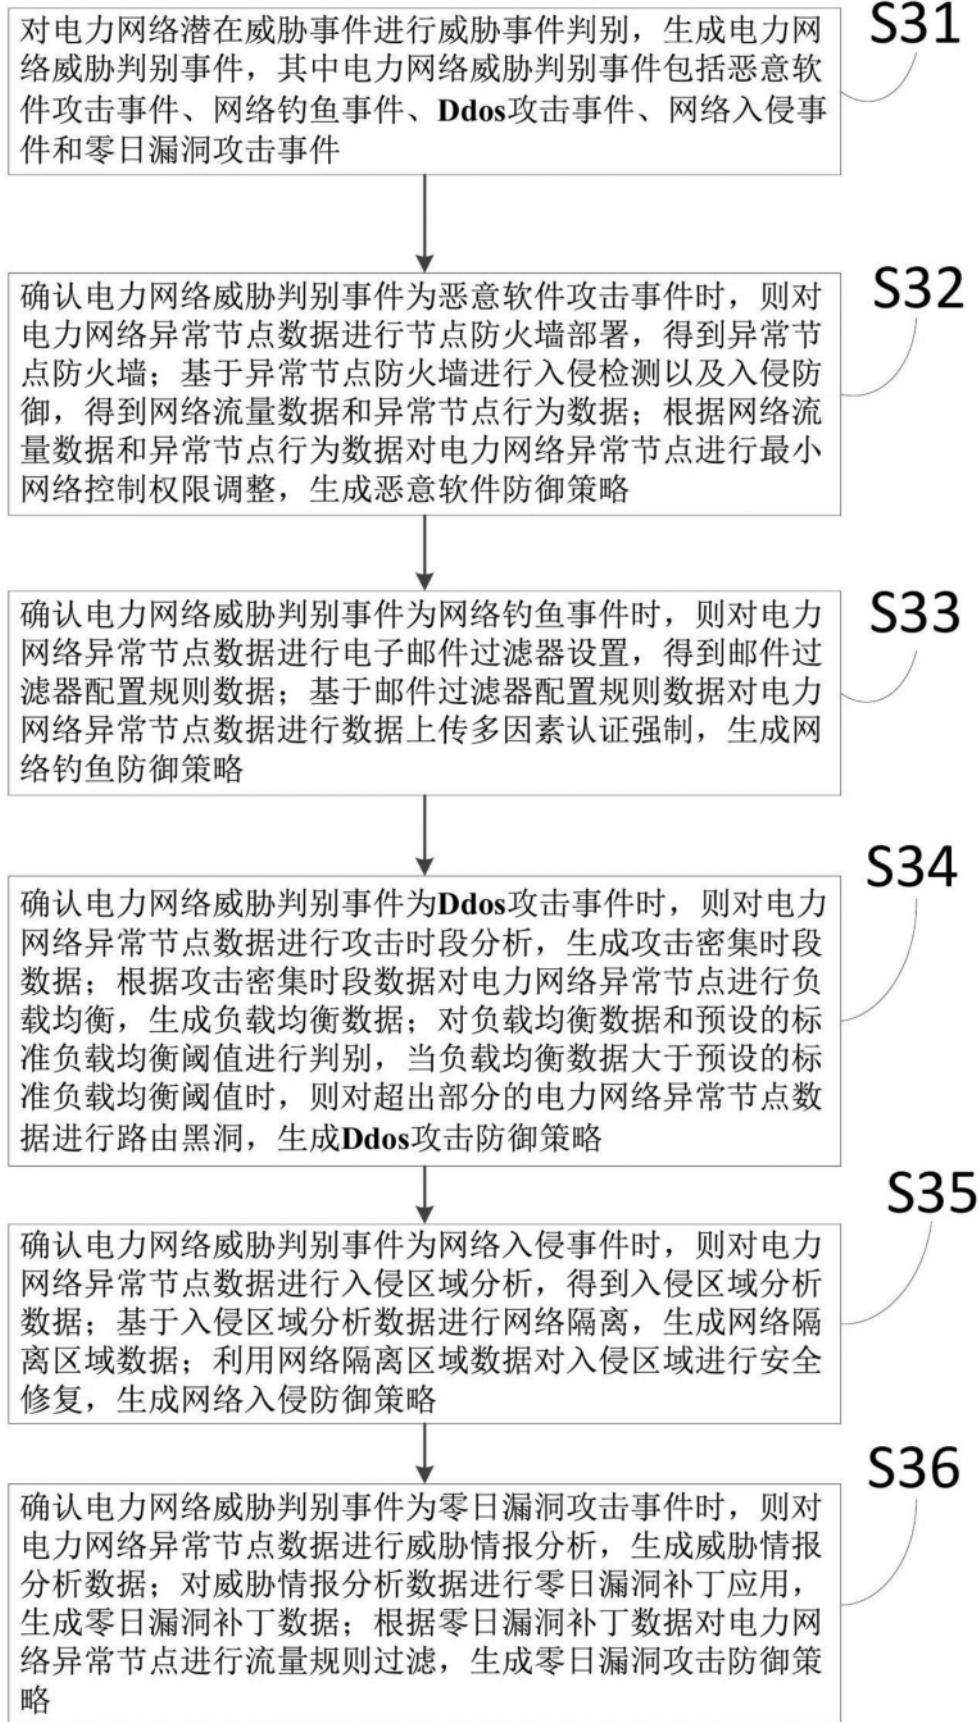 S31
对电力网络潜在威胁事件进行威胁事件判别，生成电力网
络威胁判别事件，其中电力网络威胁判别事件包括恶意软
件攻击事件、网络钓鱼事件、Ddos攻击事件、网络入侵事
件和零日漏洞攻击事件
S32
确认电力网络威胁判别事件为恶意软件攻击事件时，则对
电力网络异常节点数据进行节点防火墙部署，得到异常节
点防火墙；基于异常节点防火墙进行入侵检测以及入侵防
御，得到网络流量数据和异常节点行为数据；根据网络流
量数据和异常节点行为数据对电力网络异常节点进行最小
网络控制权限调整，生成恶意软件防御策略
S33
确认电力网络威胁判别事件为网络钓鱼事件时，则对电力
网络异常节点数据进行电子邮件过滤器设置，得到邮件过
滤器配置规则数据；基于邮件过滤器配置规则数据对电力
网络异常节点数据进行数据上传多因素认证强制，生成网
络钓鱼防御策略
S34
确认电力网络威胁判别事件为Ddos攻击事件时，则对电力
网络异常节点数据进行攻击时段分析，生成攻击密集时段
数据；根据攻击密集时段数据对电力网络异常节点进行负
载均衡，生成负载均衡数据；对负载均衡数据和预设的标
准负载均衡阈值进行判别，当负载均衡数据大于预设的标
准负载均衡阈值时，则对超出部分的电力网络异常节点数
据进行路由黑洞，生成Ddos攻击防御策略
S35
确认电力网络威胁判别事件为网络入侵事件时，则对电力
网络异常节点数据进行入侵区域分析，得到入侵区域分析
数据；基于入侵区域分析数据进行网络隔离，生成网络隔
离区域数据；利用网络隔离区域数据对入侵区域进行安全
修复，生成网络入侵防御策略
S36
确认电力网络威胁判别事件为零日漏洞攻击事件时，则对
电力网络异常节点数据进行威胁情报分析，生成威胁情报
分析数据；对威胁情报分析数据进行零日漏洞补丁应用，
生成零日漏洞补丁数据；根据零日漏洞补丁数据对电力网
络异常节点进行流量规则过滤，生成零日漏洞攻击防御策
略